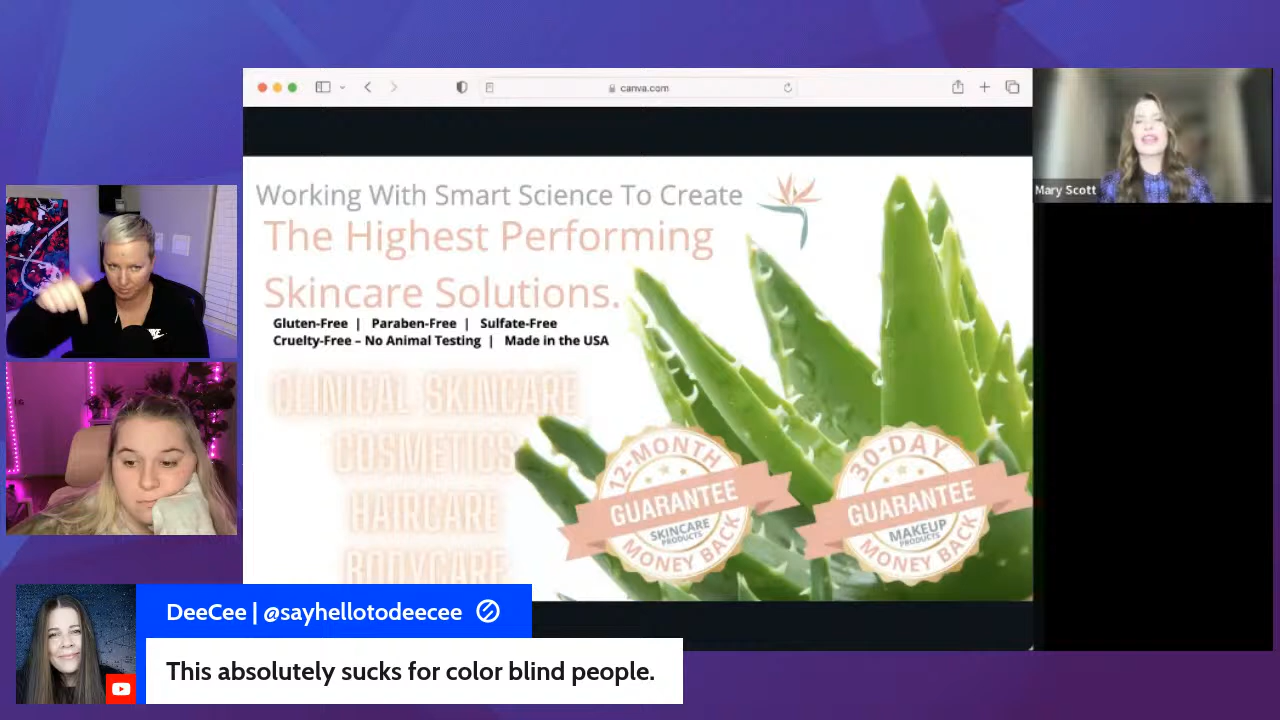 canva.com
Mary Scott
Working With Smart Science To Create
The Highest Performing
Skincare Solutions.
Gluten-Free | Paraben-Free | Sulfate-Free
Cruelty-Free – No Animal Testing | Made in the USA
CLINICAL SKINCARE
COSMETICS
HAIRCARE
BODYCARE
12-MONTH
GUARANTEE
SKINCARE
PRODUCTS
MONEY BACK
30-DAY
GUARANTEE
MAKEUP
PRODUCTS
MONEY BACK
DeeCee | @sayhellotodeecee
This absolutely sucks for color blind people.